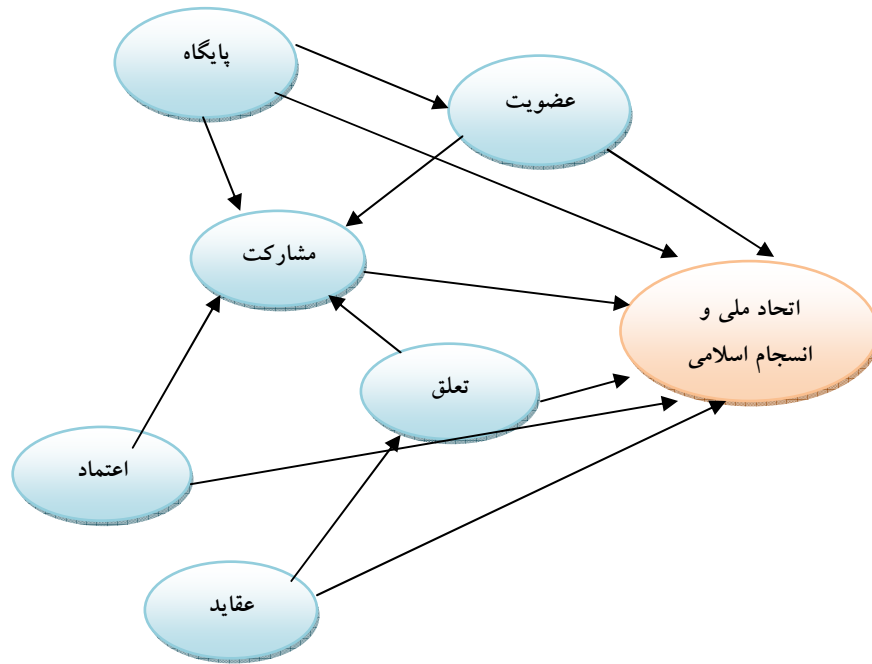 پایگاه
عضویت
مشارکت
اتحاد ملی و
انسجام اسلامی
تعلق
اعتماد
عقاید